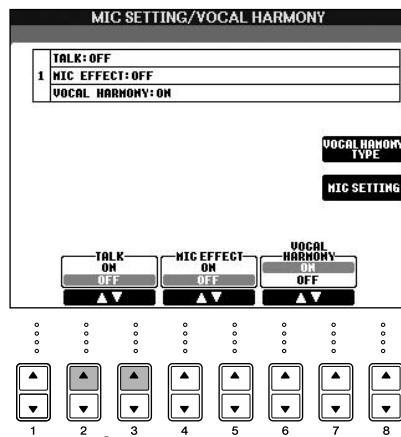 MIC SETTING/VOCAL HARMONY
TALK: OFF
1 MIC EFFECT: OFF
VOCAL HARMONY: ON
VOCAL HAMONY
TYPE
MIC SETTING
TALK
ON
OFF
MIC EFFECT
ON
OFF
VOCAL
HARMONY
ON
OFF
1 2 3 4 5 6 7 8